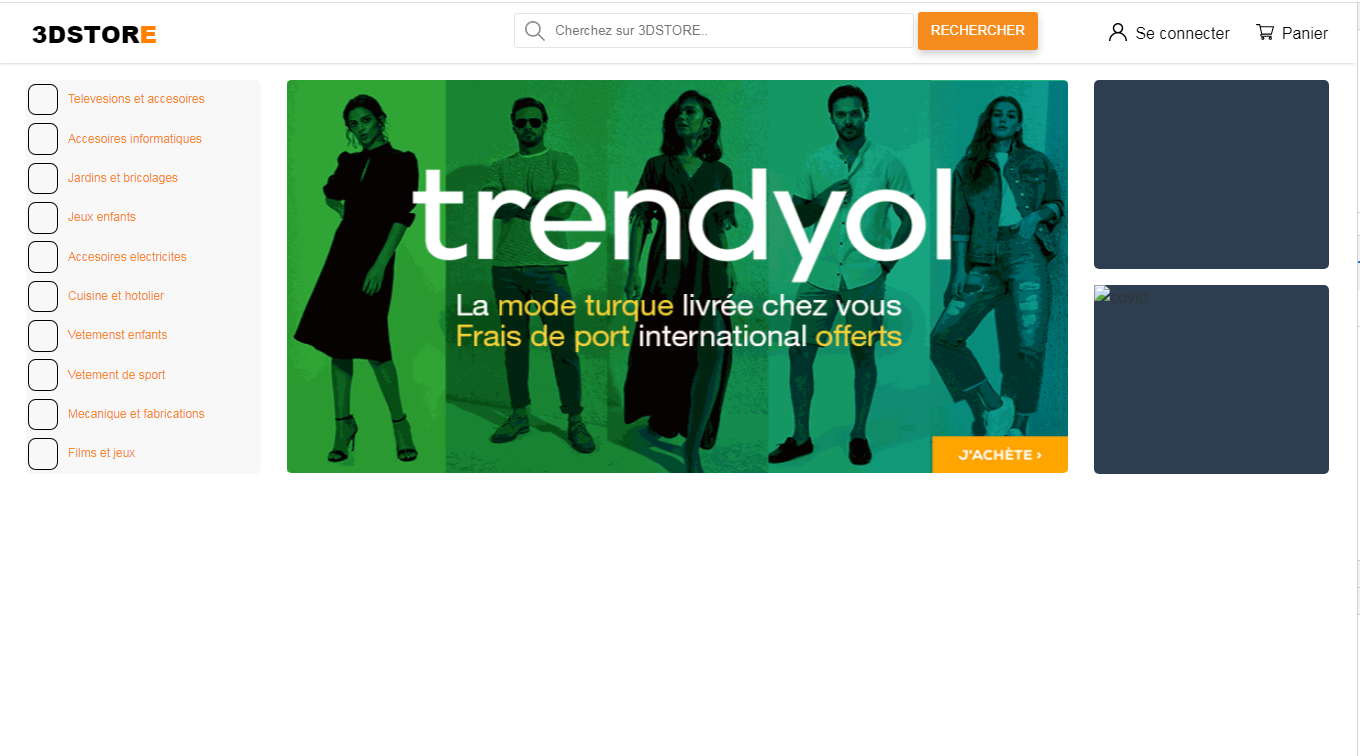 3DSTORE
Cherchez sur 3DSTORE..
RECHERCHER
Se connecter
Panier
Televesions et accesoires
Accesoires informatiques
Jardins et bricolages
Jeux enfants
Accesoires electricites
Cuisine et hotolier
Vetemenst enfants
Vetement de sport
Mecanique et fabrications
Films et jeux
trendyol
La mode turque livrée chez vous
Frais de port international offerts
J'ACHÈTE ›
covid